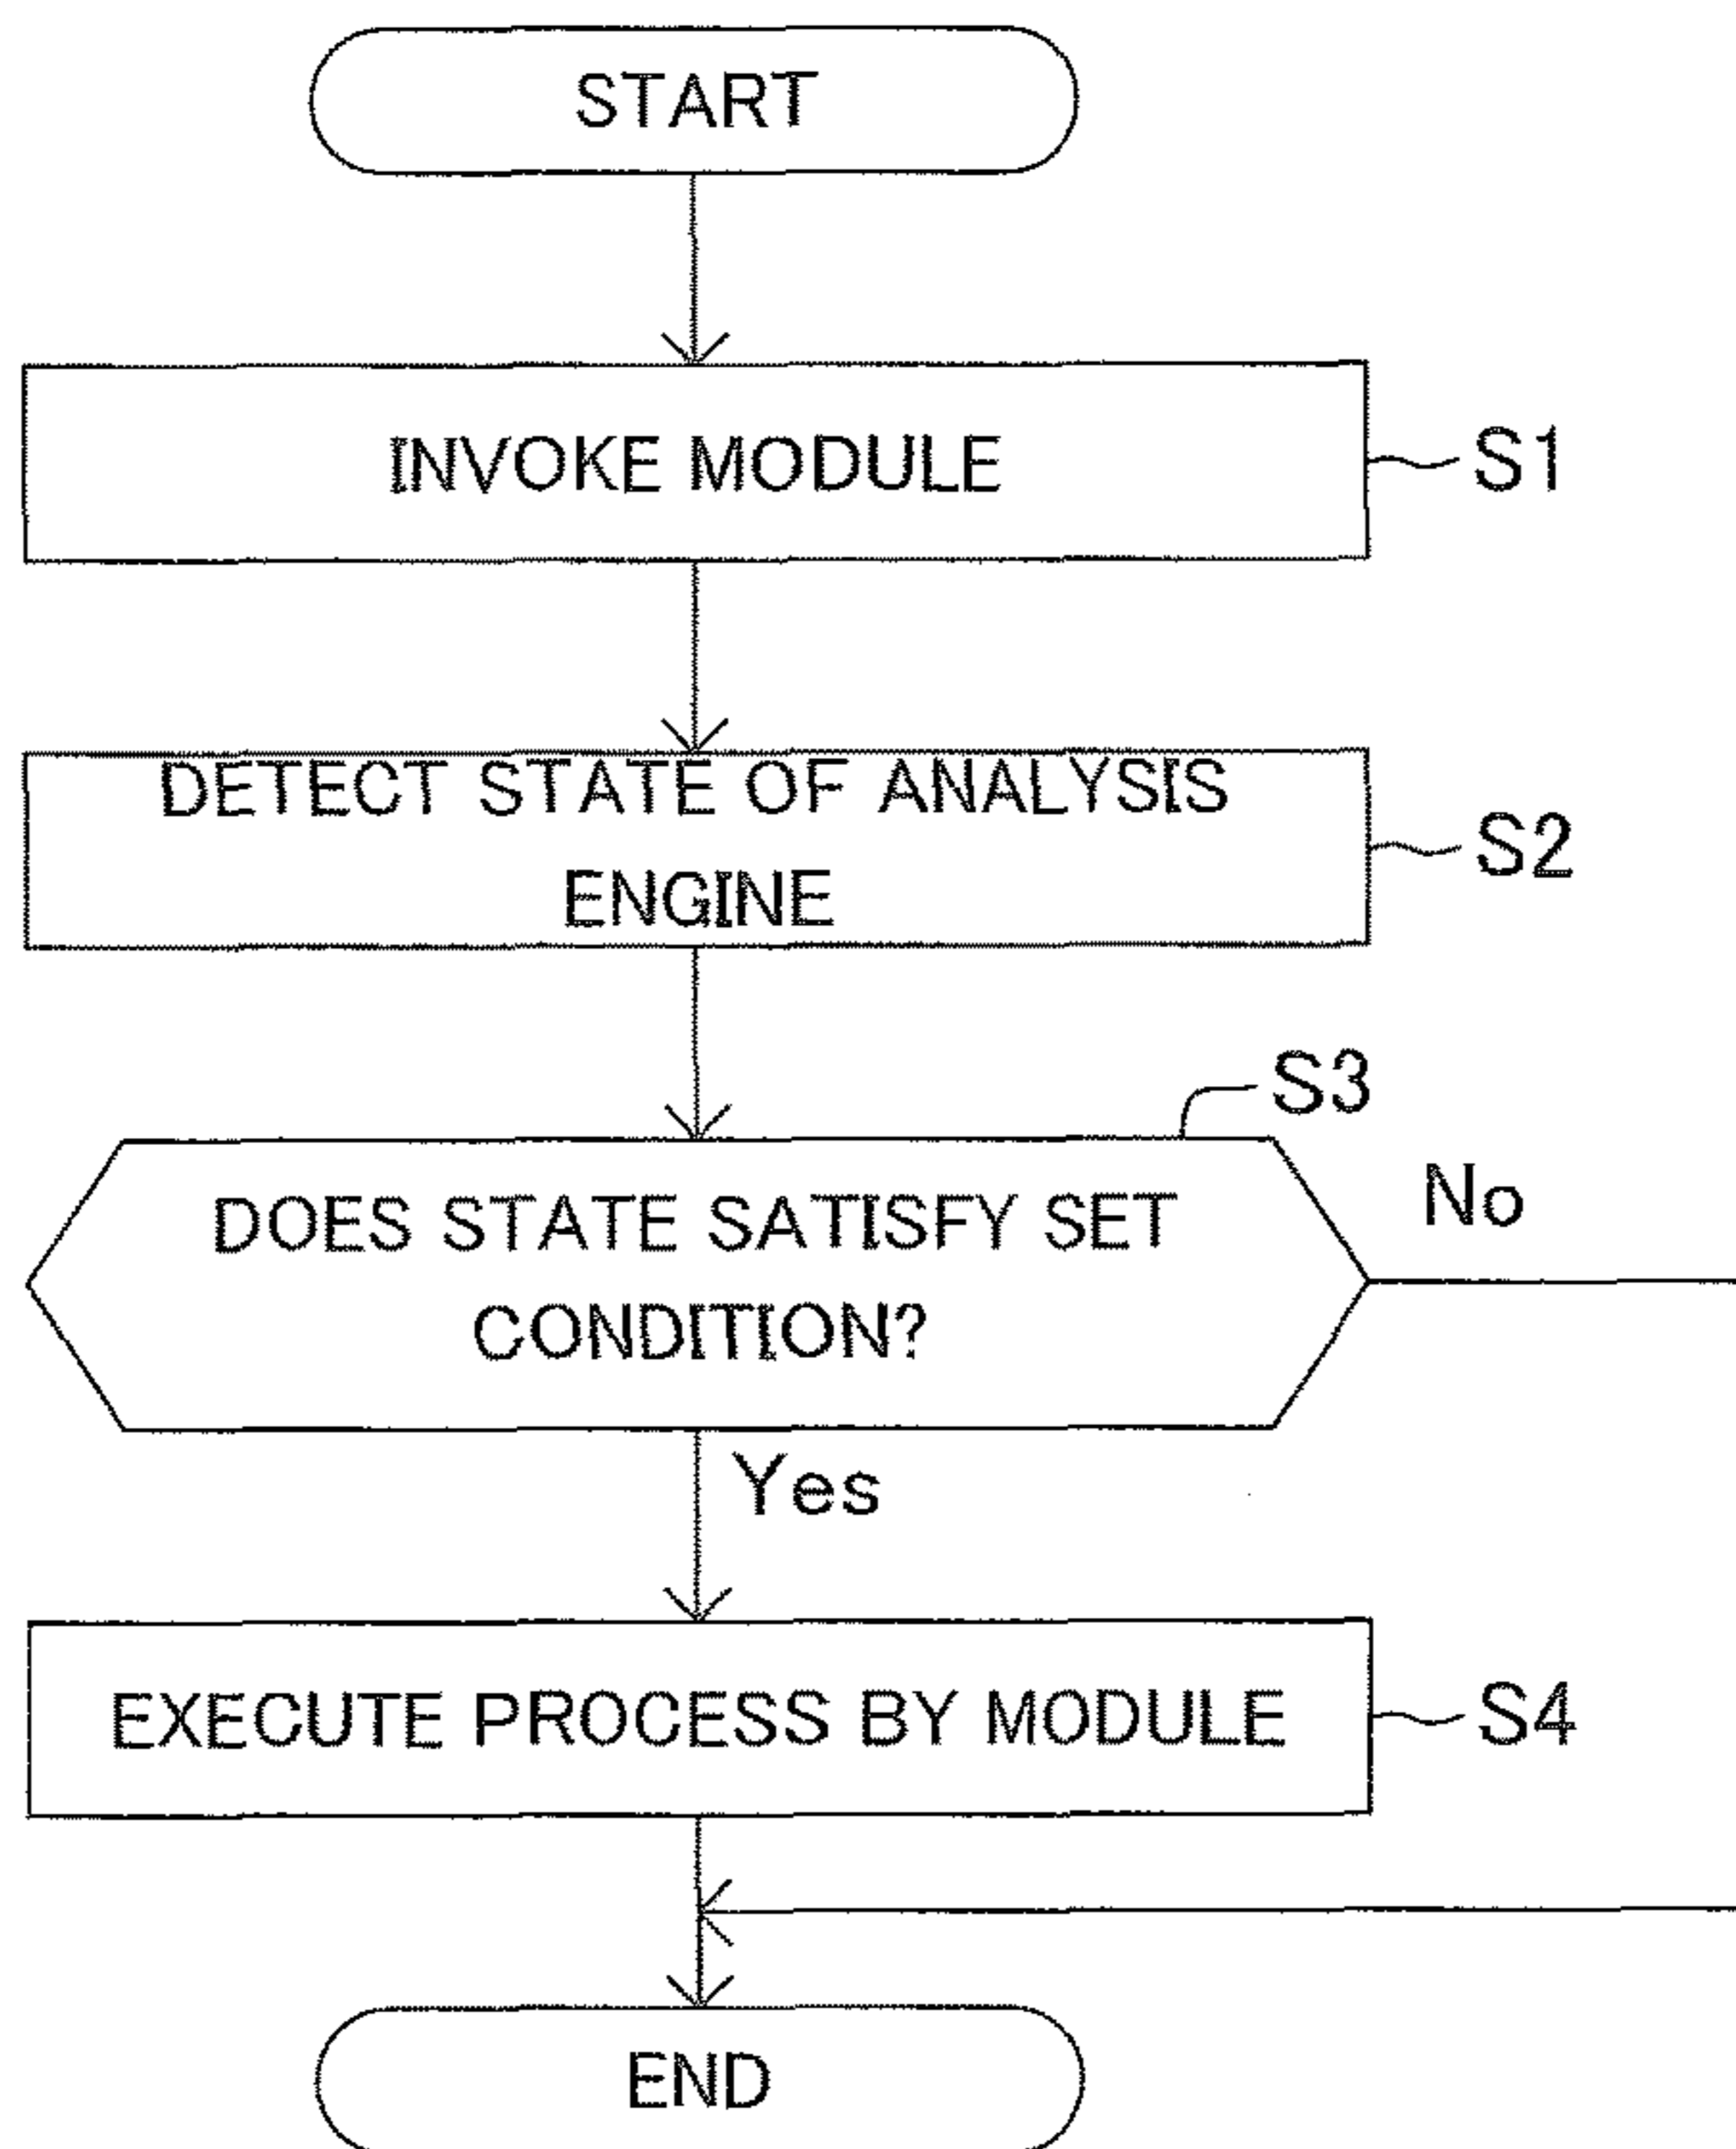 START
INVOKE MODULE
S1
DETECT STATE OF ANALYSIS
ENGINE
S2
S3
DOES STATE SATISFY SET
CONDITION?
No
Yes
EXECUTE PROCESS BY MODULE
S4
END